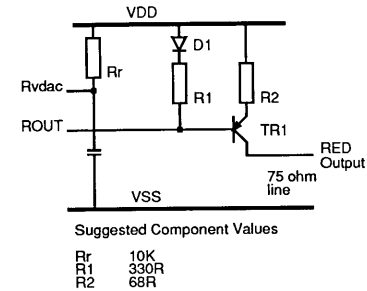 VDD
D1
Rr
Rvdac
R1
R2
ROUT
TR1
RED
Output
75 ohm
line
VSS
Suggested Component Values
Rr 10K
R1 330R
R2 68R